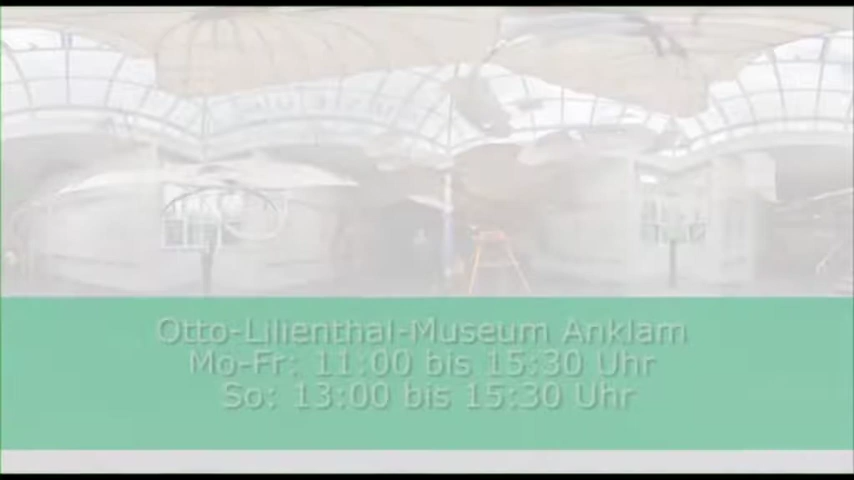 Otto-Lilienthal-Museum Anklam
Mo-Fr: 11:00 bis 15:30 Uhr
So: 13:00 bis 15:30 Uhr